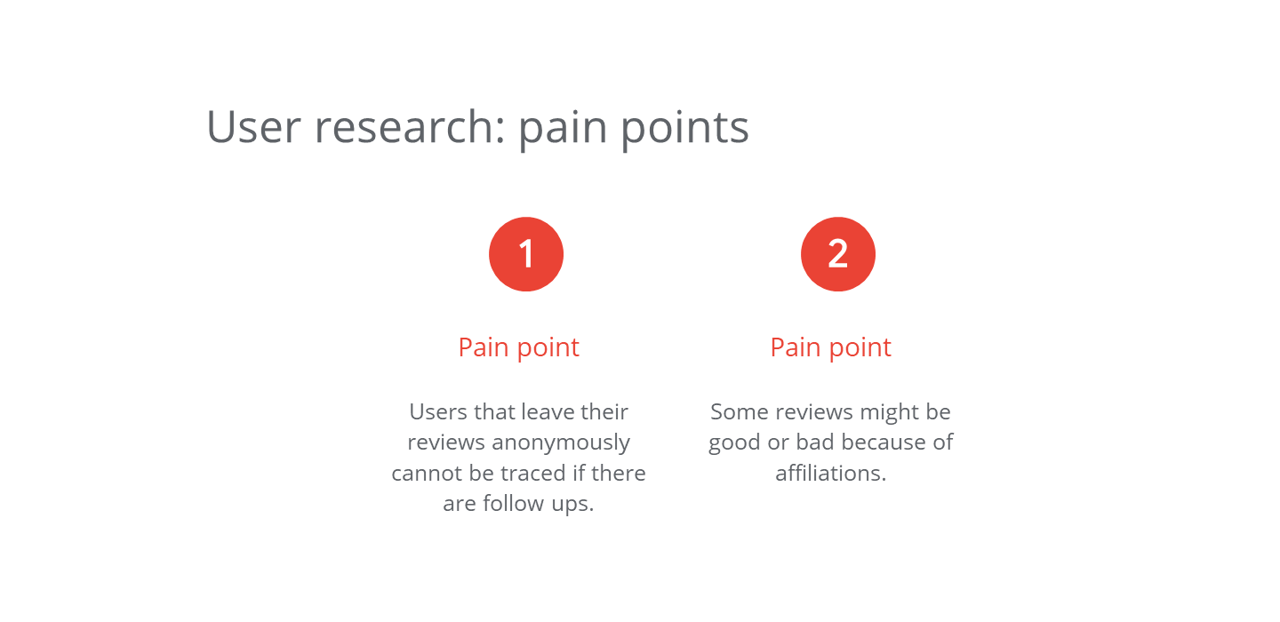 User research: pain points
1
Pain point
Users that leave their
reviews anonymously
cannot be traced if there
are follow ups.
2
Pain point
Some reviews might be
good or bad because of
affiliations.